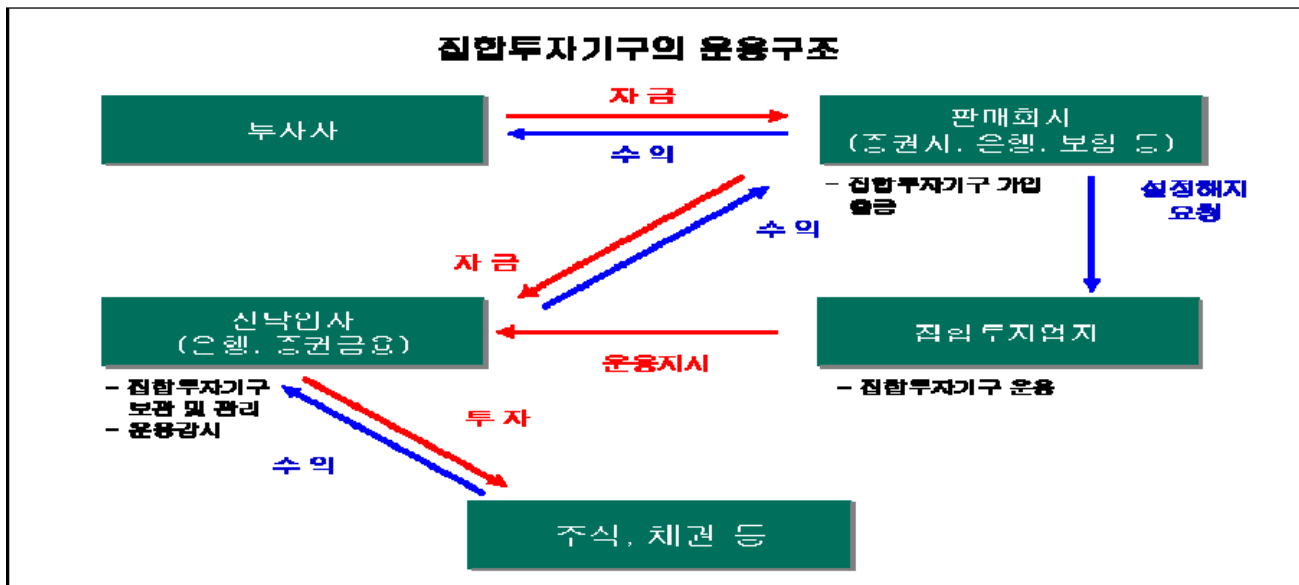 집합투자기구의 운용구조
투자자
자 금
수 익
판매회사
(증권사, 은행, 보험 등)
- 집합투자기구 가입
출금
설정해지
요청
자 금
수 익
신탁업자
(은행, 증권금융)
- 집합투자기구
보관 및 관리
- 운용감시
운용지시
집합투자업자
- 집합투자기구 운용
투 자
수 익
주식, 채권 등